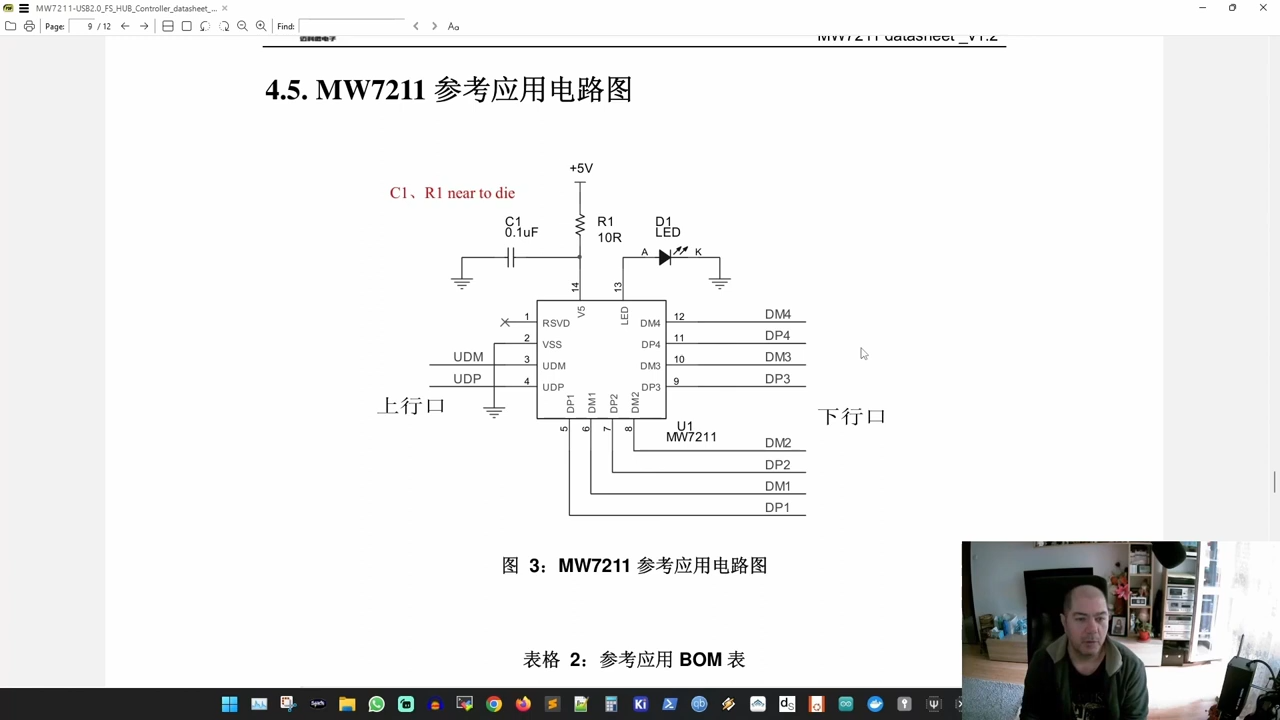 MW7211-USB2.0_FS_HUB_Controller_datasheet_...
Page: 9 / 12
Find:
Aa
MW7211 datasheet _V1.2
4.5. MW7211 参考应用电路图
+5V
C1、R1 near to die
C1
0.1uF
R1
10R
D1
LED
A
K
14
13
1
2
3
4
RSVD
VSS
UDM
UDP
V5
LED
DM4
DP4
DM3
DP3
DP1
DM1
DP2
DM2
12
11
10
9
5
6
7
8
UDM
UDP
上行口
DM4
DP4
DM3
DP3
下行口
U1
MW7211
DM2
DP2
DM1
DP1
图 3：MW7211 参考应用电路图
表格 2：参考应用 BOM 表